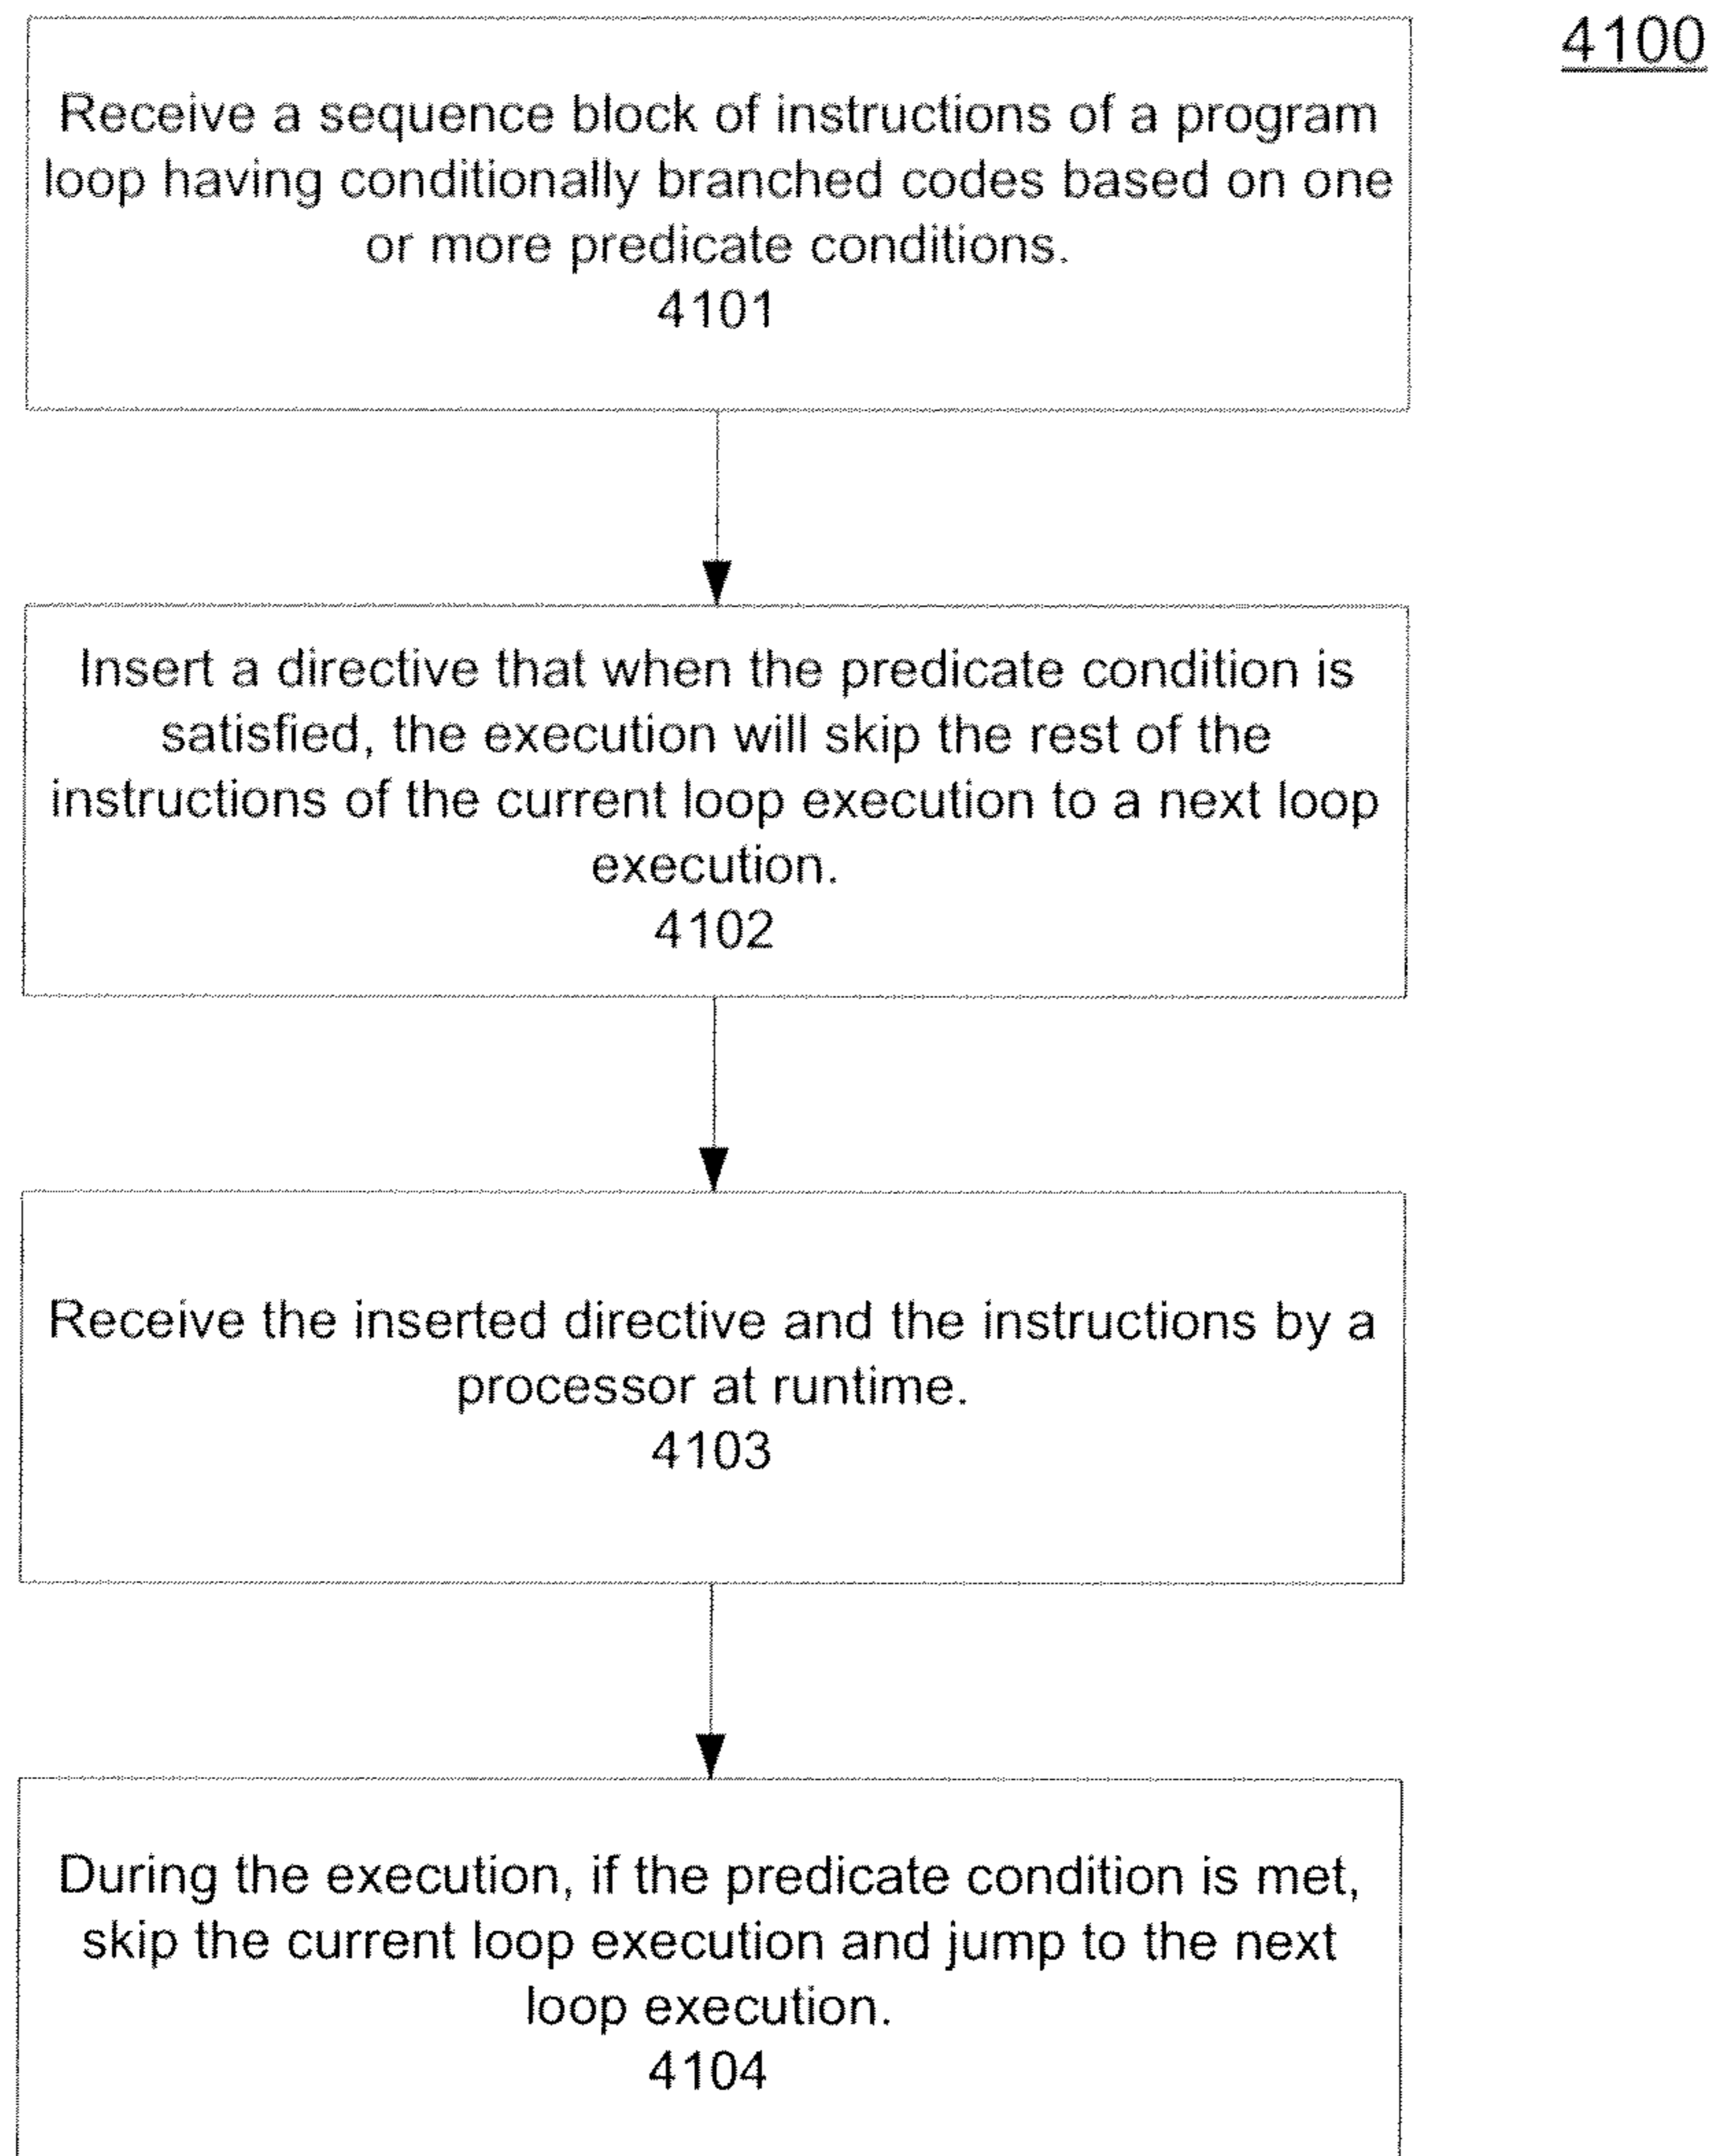 4100
Receive a sequence block of instructions of a program
loop having conditionally branched codes based on one
or more predicate conditions.
4101
Insert a directive that when the predicate condition is
satisfied, the execution will skip the rest of the
instructions of the current loop execution to a next loop
execution.
4102
Receive the inserted directive and the instructions by a
processor at runtime.
4103
During the execution, if the predicate condition is met,
skip the current loop execution and jump to the next
loop execution.
4104